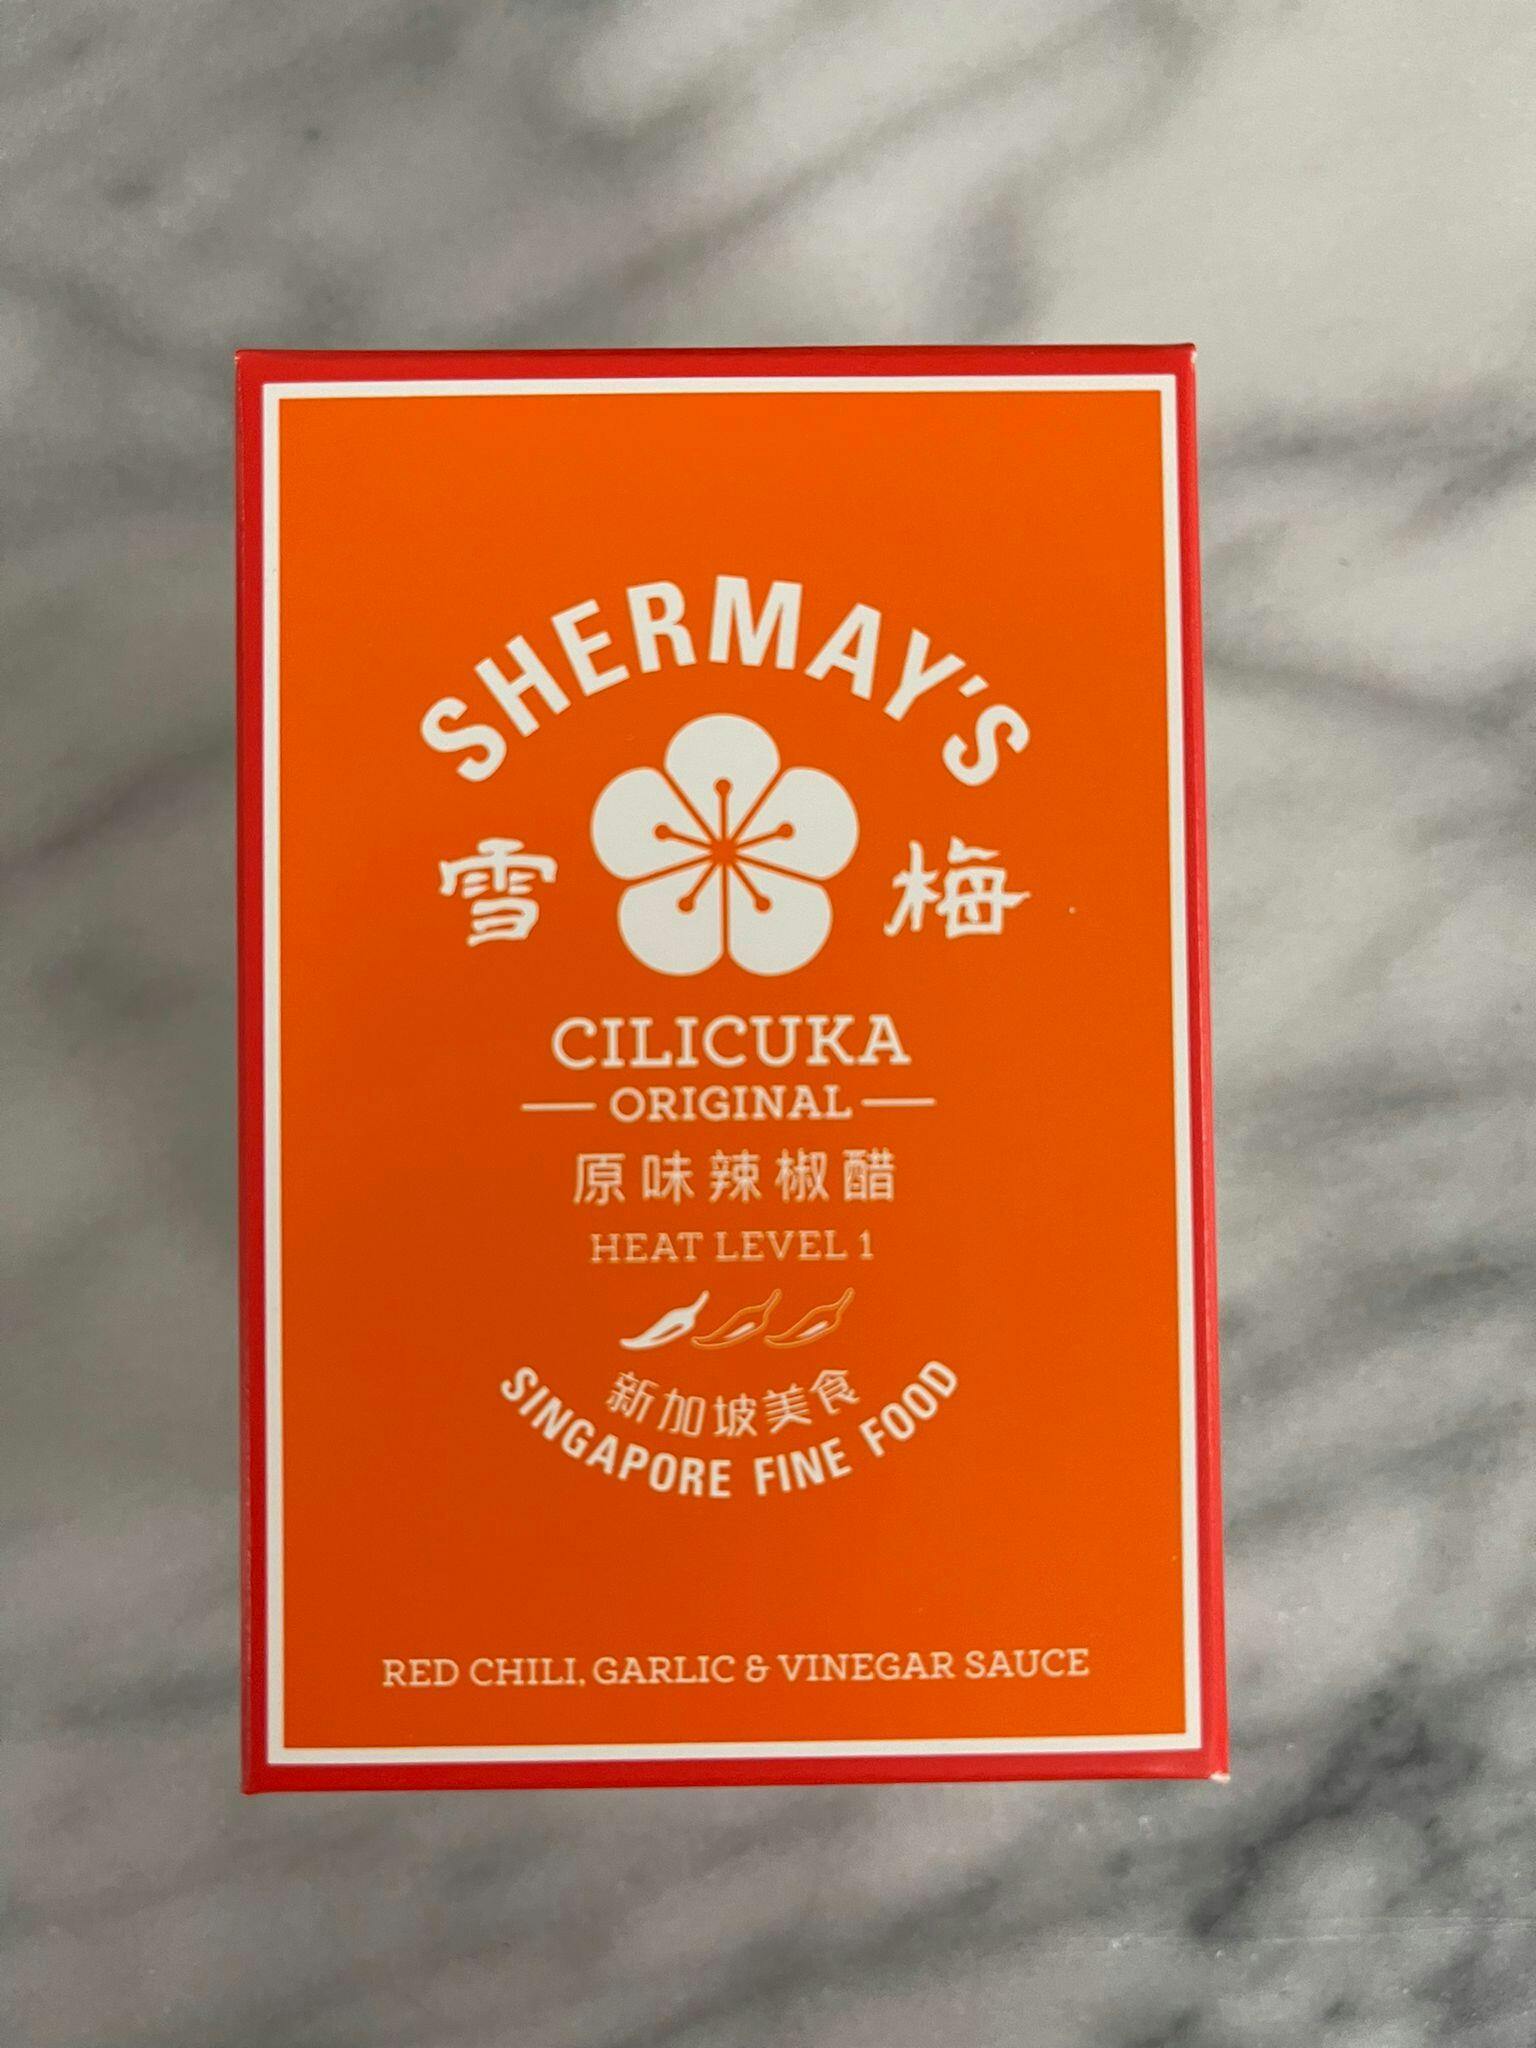 SHERMAY'S
雪 梅
CILICUKA
ORIGINAL
原味辣椒醋
HEAT LEVEL 1
新加坡美食
SINGAPORE FINE FOOD
RED CHILI, GARLIC & VINEGAR SAUCE